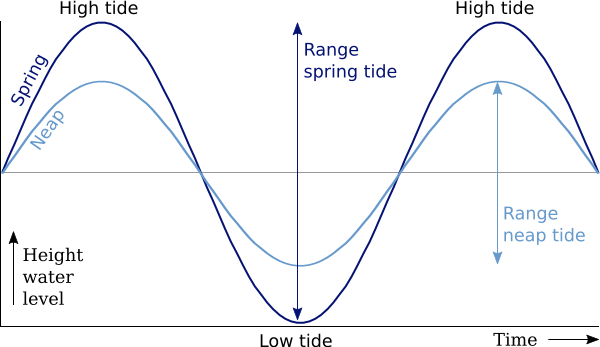 High tide
High tide
Spring
Neap
Range
spring tide
Range
neap tide
Height
water
level
Low tide
Time